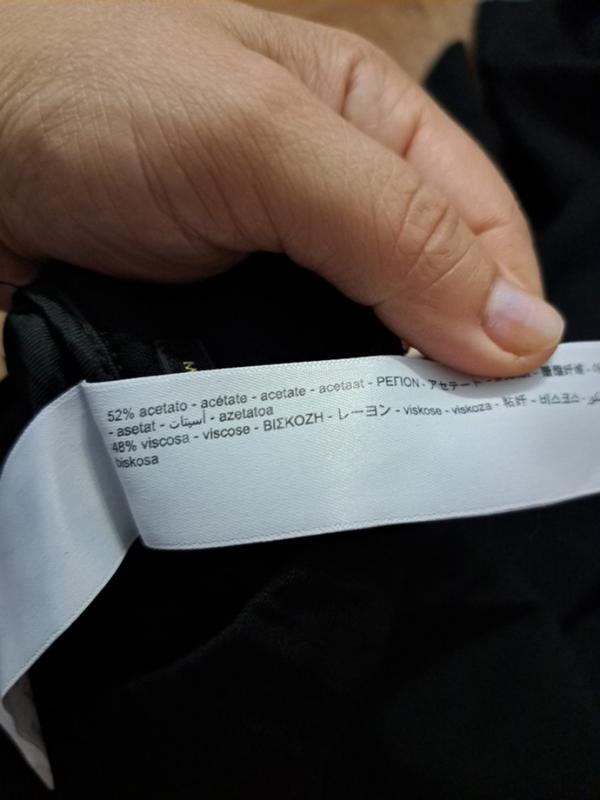 52% acetato - acétate - acetate - acetaat - ΡΕΓΙΟΝ - アセテート
- asetat - أسيتات - azetatoa
48% viscosa - viscose - ΒΙΣΚΟΖΗ - レーヨン - viskose - viskoza - 粘纤 - 비스코스 -
biskosa